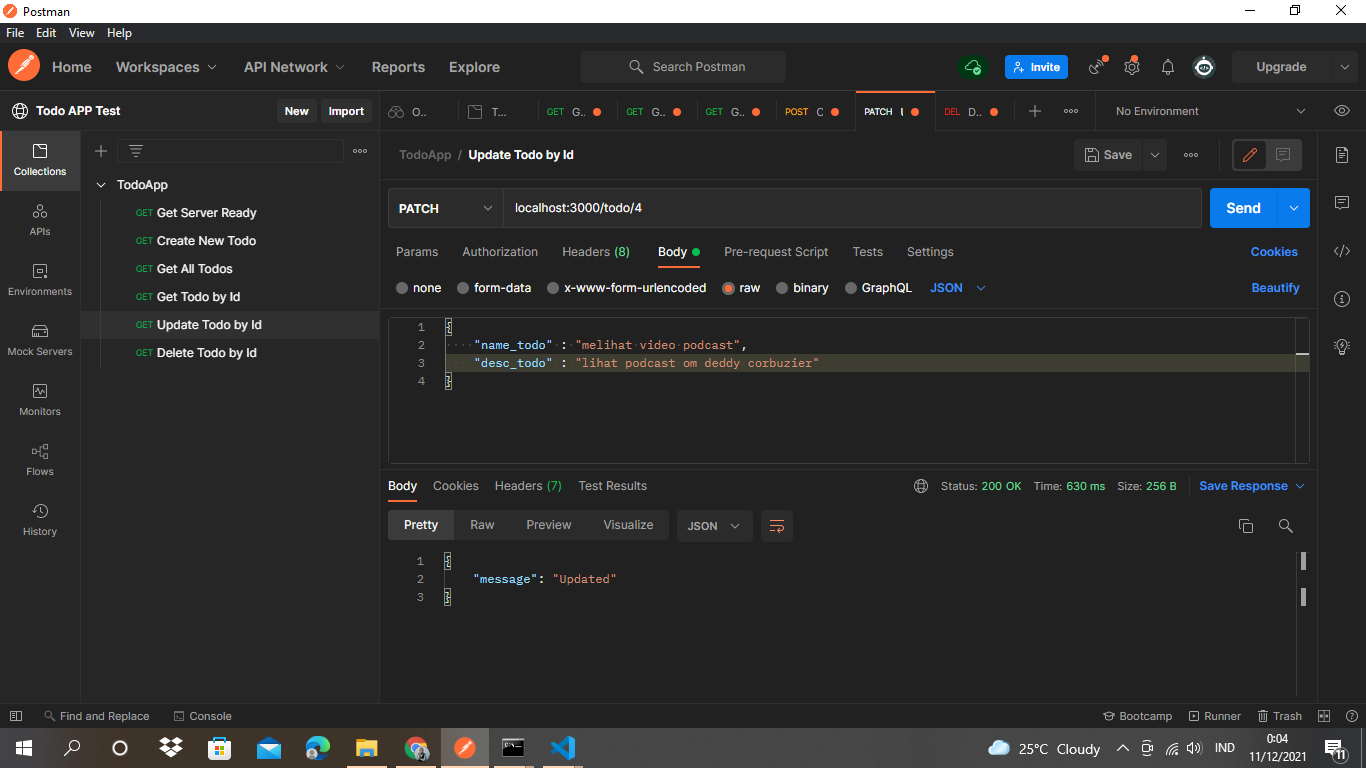 Postman
File Edit View Help
Home Workspaces API Network Reports Explore Search Postman Invite Upgrade
Todo APP Test New Import
O.. T... GET G.. GET G.. GET G.. POST C PATCH DEL D.. No Environment
Collections
APIs
Environments
Mock Servers
Monitors
Flows
History
TodoApp
GET Get Server Ready
GET Create New Todo
GET Get All Todos
GET Get Todo by Id
GET Update Todo by Id
GET Delete Todo by Id
TodoApp / Update Todo by Id Save
PATCH localhost:3000/todo/4 Send
Params Authorization Headers (8) Body Pre-request Script Tests Settings Cookies
none form-data x-www-form-urlencoded raw binary GraphQL JSON Beautify
1 {
2 "name_todo" : "melihat video podcast",
3 "desc_todo" : "lihat podcast om deddy corbuzier"
4 }
Body Cookies Headers (7) Test Results Status: 200 OK Time: 630 ms Size: 256 B Save Response
Pretty Raw Preview Visualize JSON
1 {
2 "message": "Updated"
3 }
Find and Replace Console Bootcamp Runner Trash
25°C Cloudy IND 0:04
11/12/2021
11